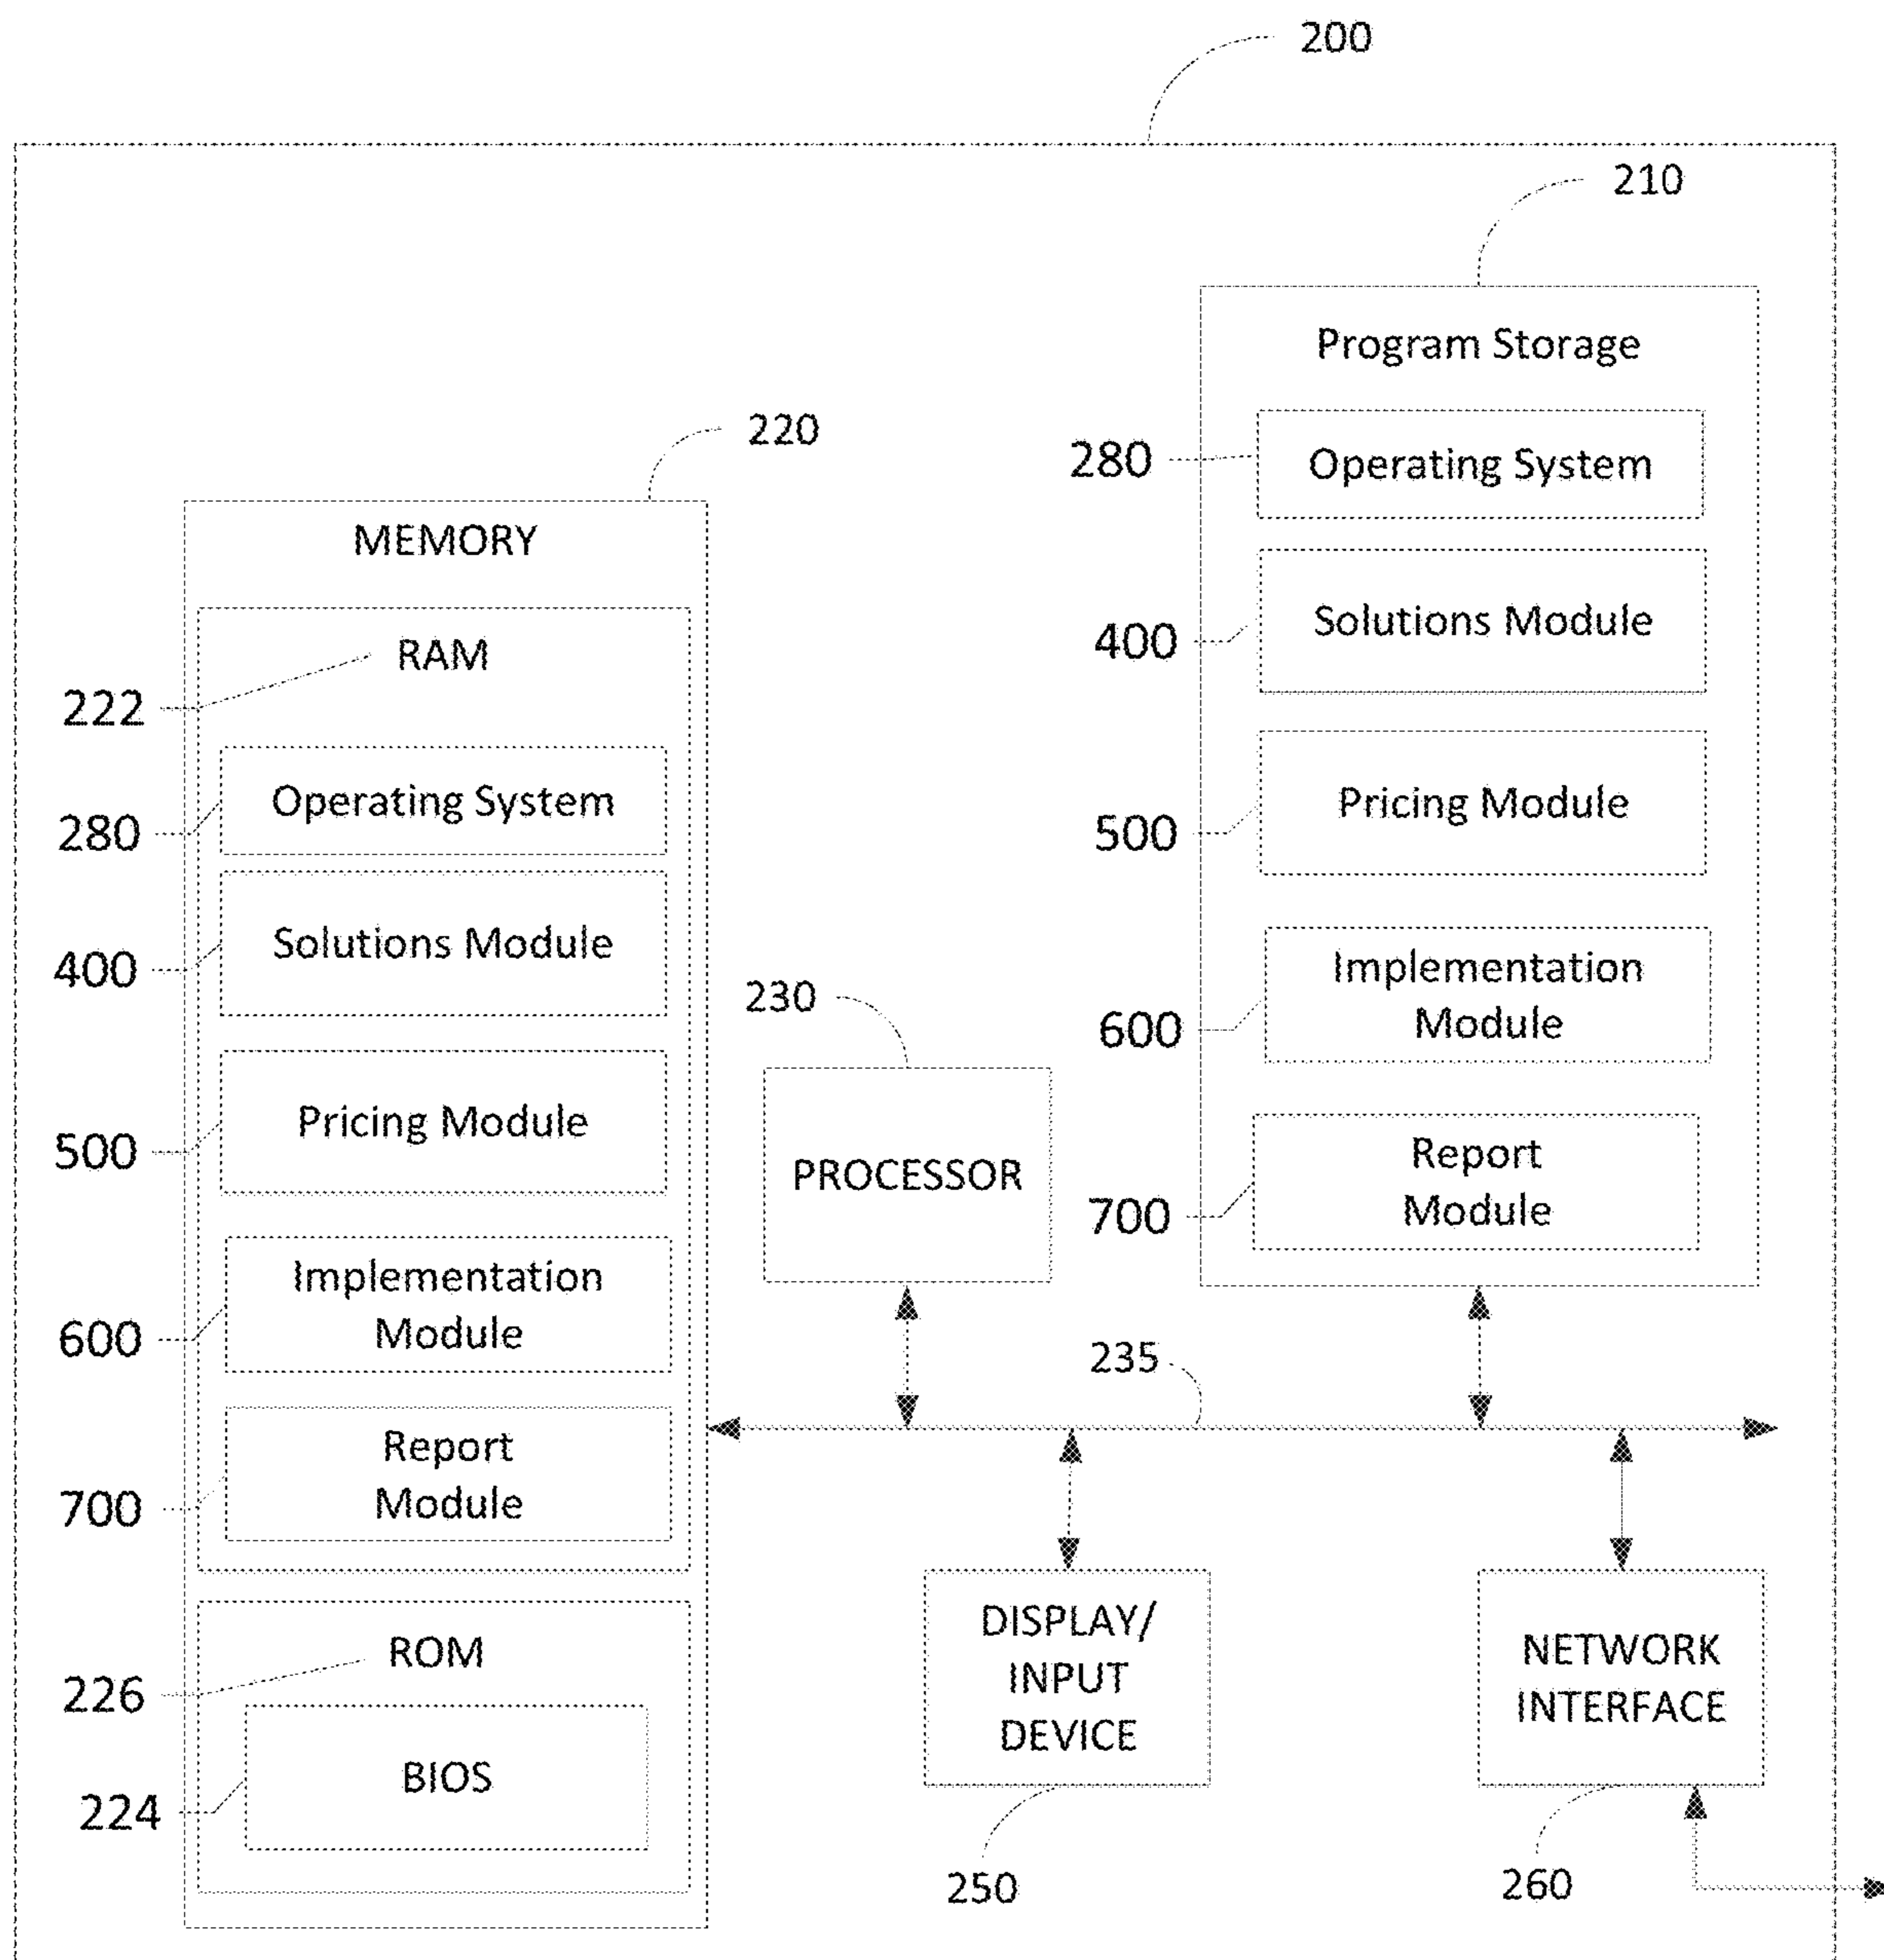 200
210
Program Storage
280
Operating System
400
Solutions Module
500
Pricing Module
600
Implementation
Module
700
Report
Module
220
MEMORY
RAM
222
280
Operating System
400
Solutions Module
500
Pricing Module
600
Implementation
Module
700
Report
Module
ROM
226
BIOS
224
230
PROCESSOR
235
DISPLAY/
INPUT
DEVICE
250
NETWORK
INTERFACE
260